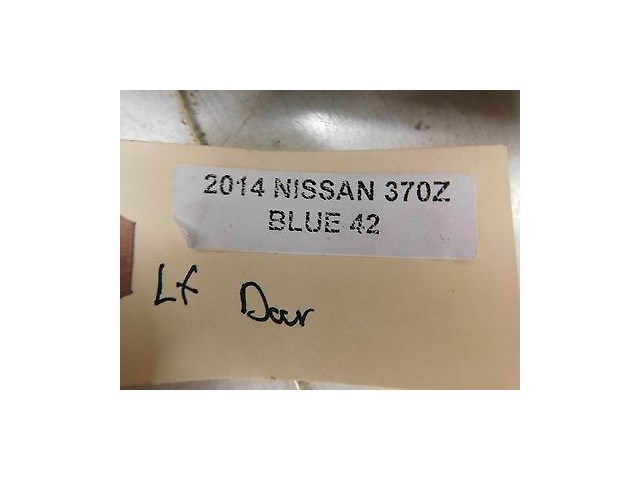 2014 NISSAN 370Z
BLUE 42
Lf Door